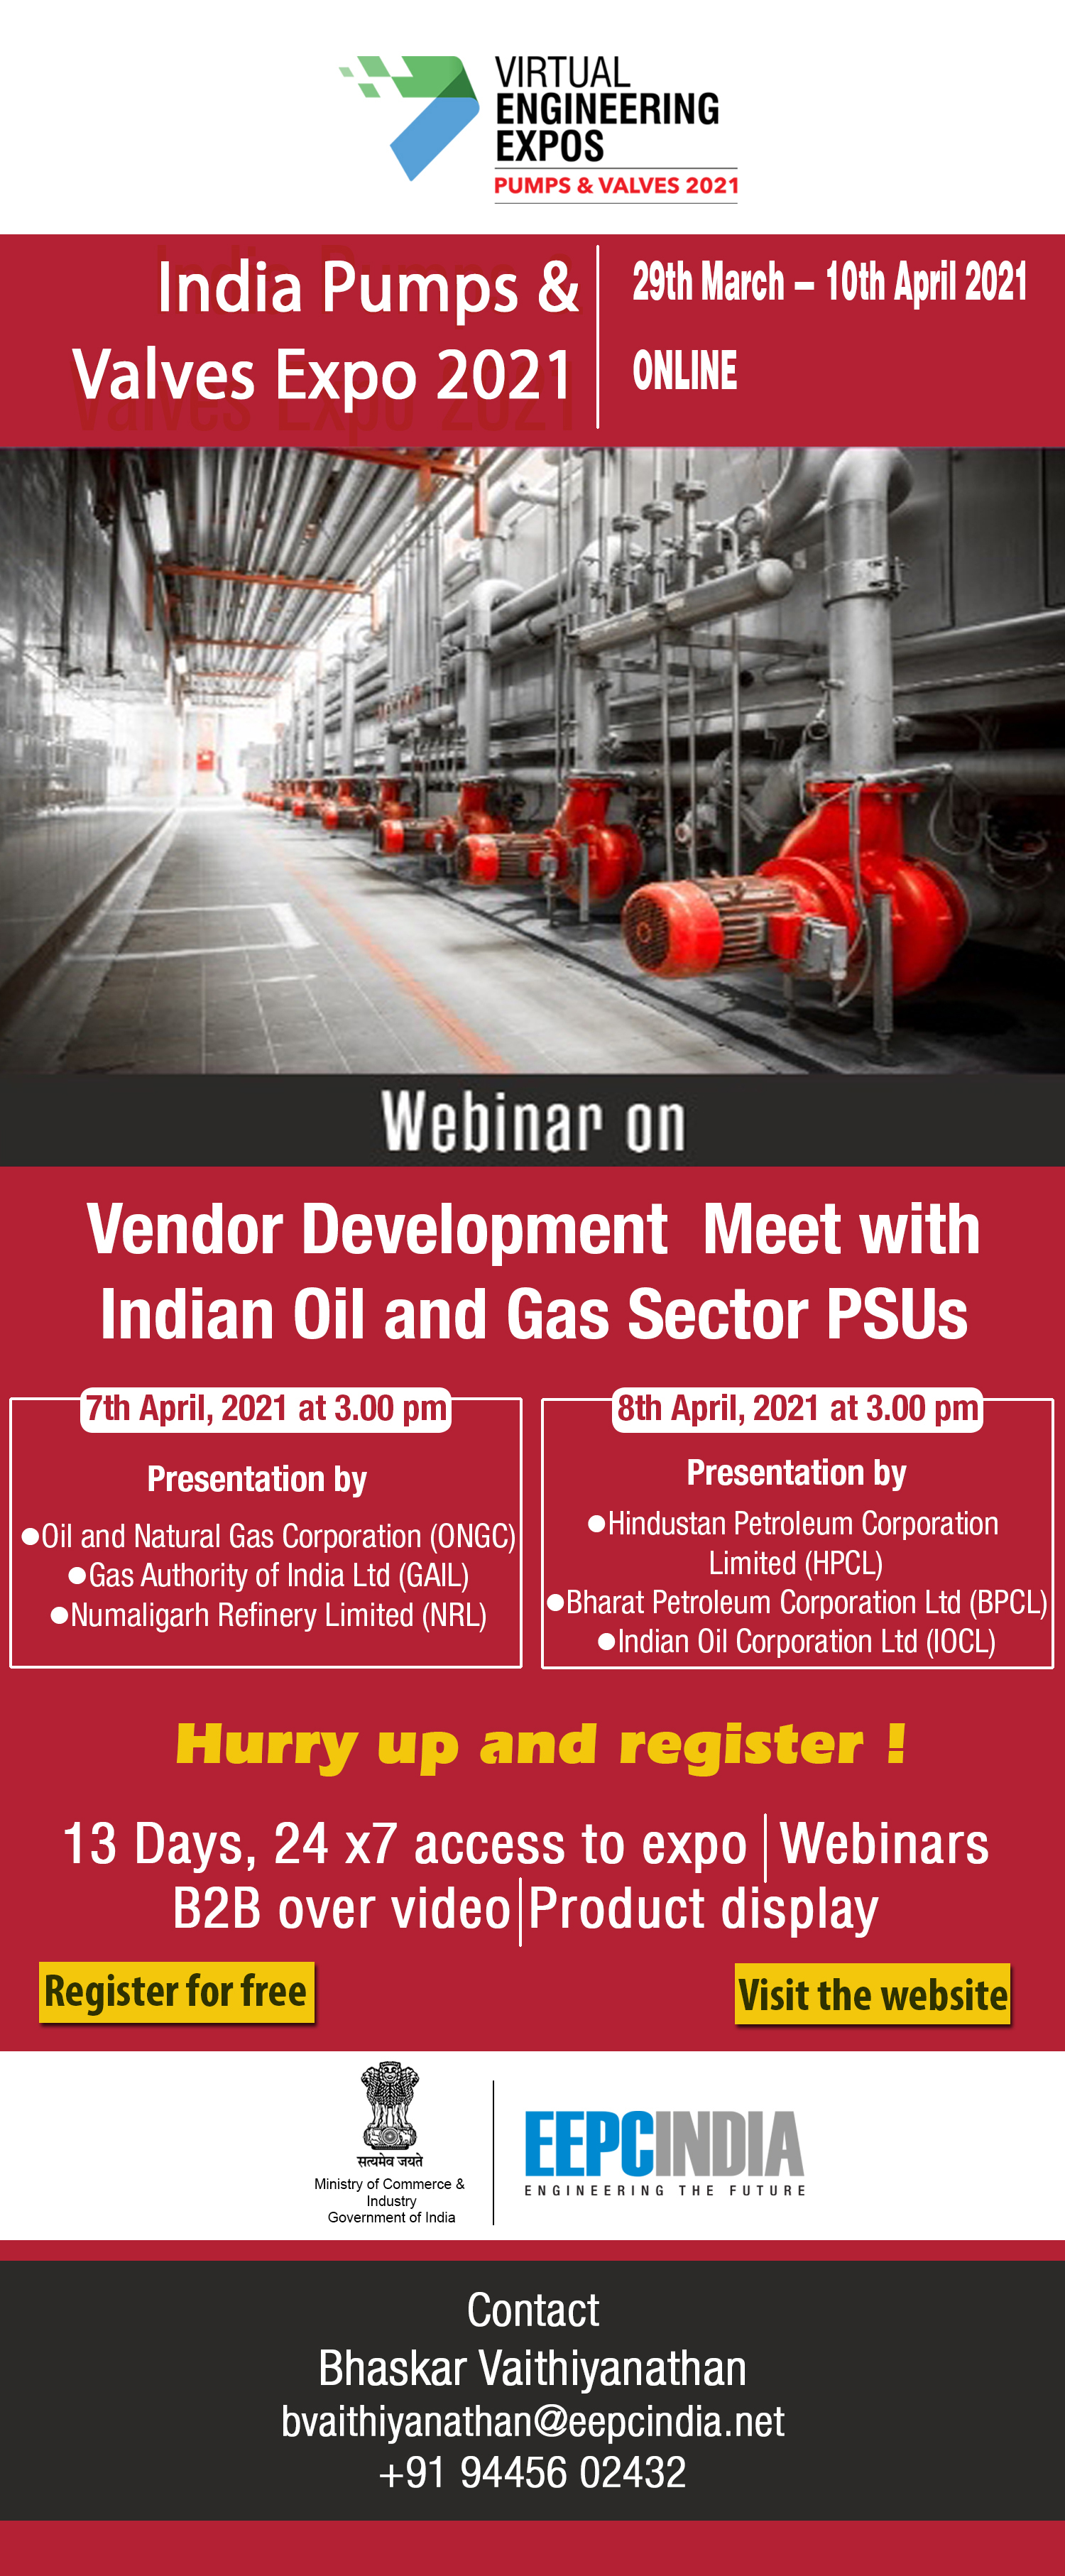 VIRTUAL
ENGINEERING
EXPOS
PUMPS & VALVES 2021
India Pumps &
Valves Expo 2021
29th March – 10th April 2021
ONLINE
Webinar on
Vendor Development Meet with
Indian Oil and Gas Sector PSUs
7th April, 2021 at 3.00 pm
Presentation by
●Oil and Natural Gas Corporation (ONGC)
●Gas Authority of India Ltd (GAIL)
●Numaligarh Refinery Limited (NRL)
8th April, 2021 at 3.00 pm
Presentation by
●Hindustan Petroleum Corporation
Limited (HPCL)
●Bharat Petroleum Corporation Ltd (BPCL)
●Indian Oil Corporation Ltd (IOCL)
Hurry up and register !
13 Days, 24 x7 access to expo | Webinars
B2B over video | Product display
Register for free
Visit the website
सत्यमेव जयते
Ministry of Commerce &
Industry
Government of India
EEPCINDIA
ENGINEERING THE FUTURE
Contact
Bhaskar Vaithiyanathan
bvaithiyanathan@eepcindia.net
+91 94456 02432